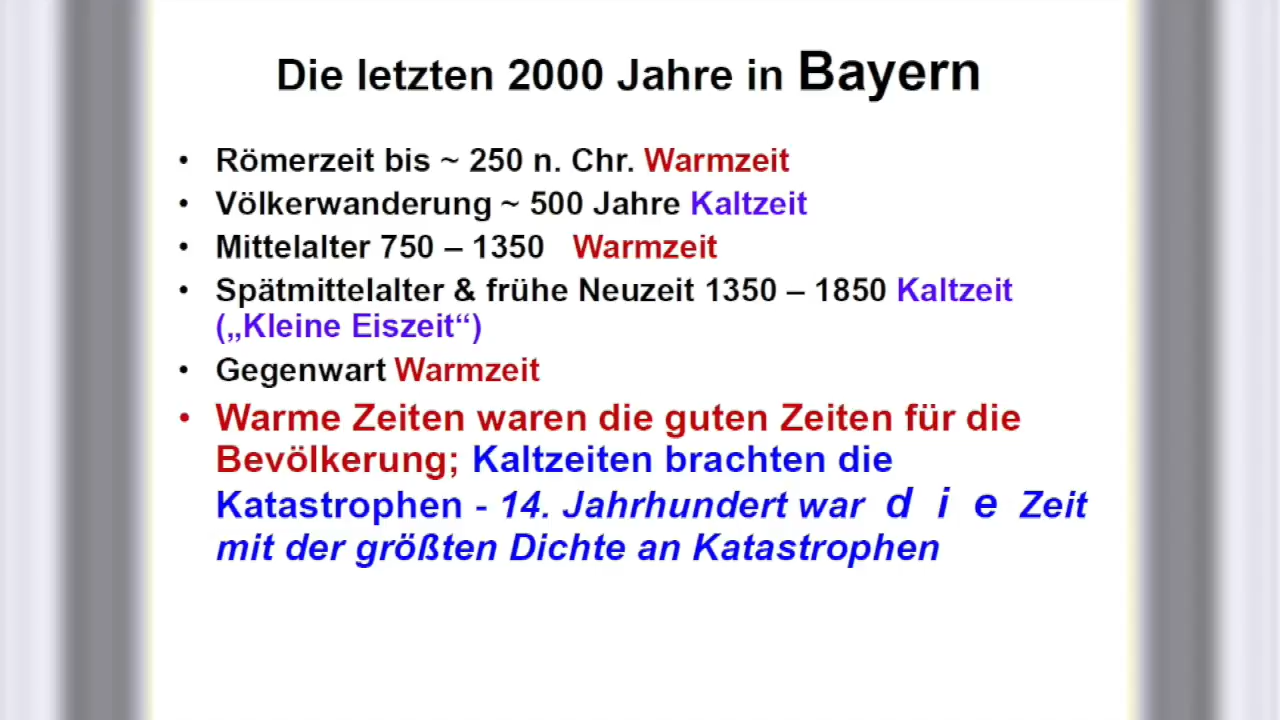 Die letzten 2000 Jahre in Bayern
• Römerzeit bis ~ 250 n. Chr. Warmzeit
• Völkerwanderung ~ 500 Jahre Kaltzeit
• Mittelalter 750 – 1350 Warmzeit
• Spätmittelalter & frühe Neuzeit 1350 – 1850 Kaltzeit
(„Kleine Eiszeit“)
• Gegenwart Warmzeit
• Warme Zeiten waren die guten Zeiten für die
Bevölkerung; Kaltzeiten brachten die
Katastrophen - 14. Jahrhundert war d i e Zeit
mit der größten Dichte an Katastrophen